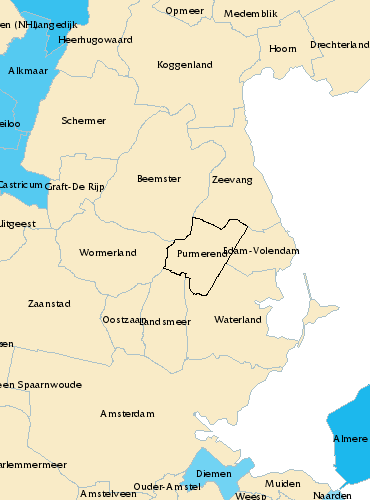 Opmeer
Medemblik
en (NH)
Langedijk
Heerhugowaard
Hoorn
Drechterland
Koggenland
Alkmaar
Schermer
eiloo
Beemster
Zeevang
Castricum
Graft-De Rijp
Uitgeest
Wormerland
Purmerend
Edam-Volendam
Zaanstad
Oostzaan
Landsmeer
Waterland
sen
een Spaarnwoude
Amsterdam
Almere
arlemmermeer
Diemen
Ouder-Amstel
Muiden
Amstelveen
Weesp
Naarden